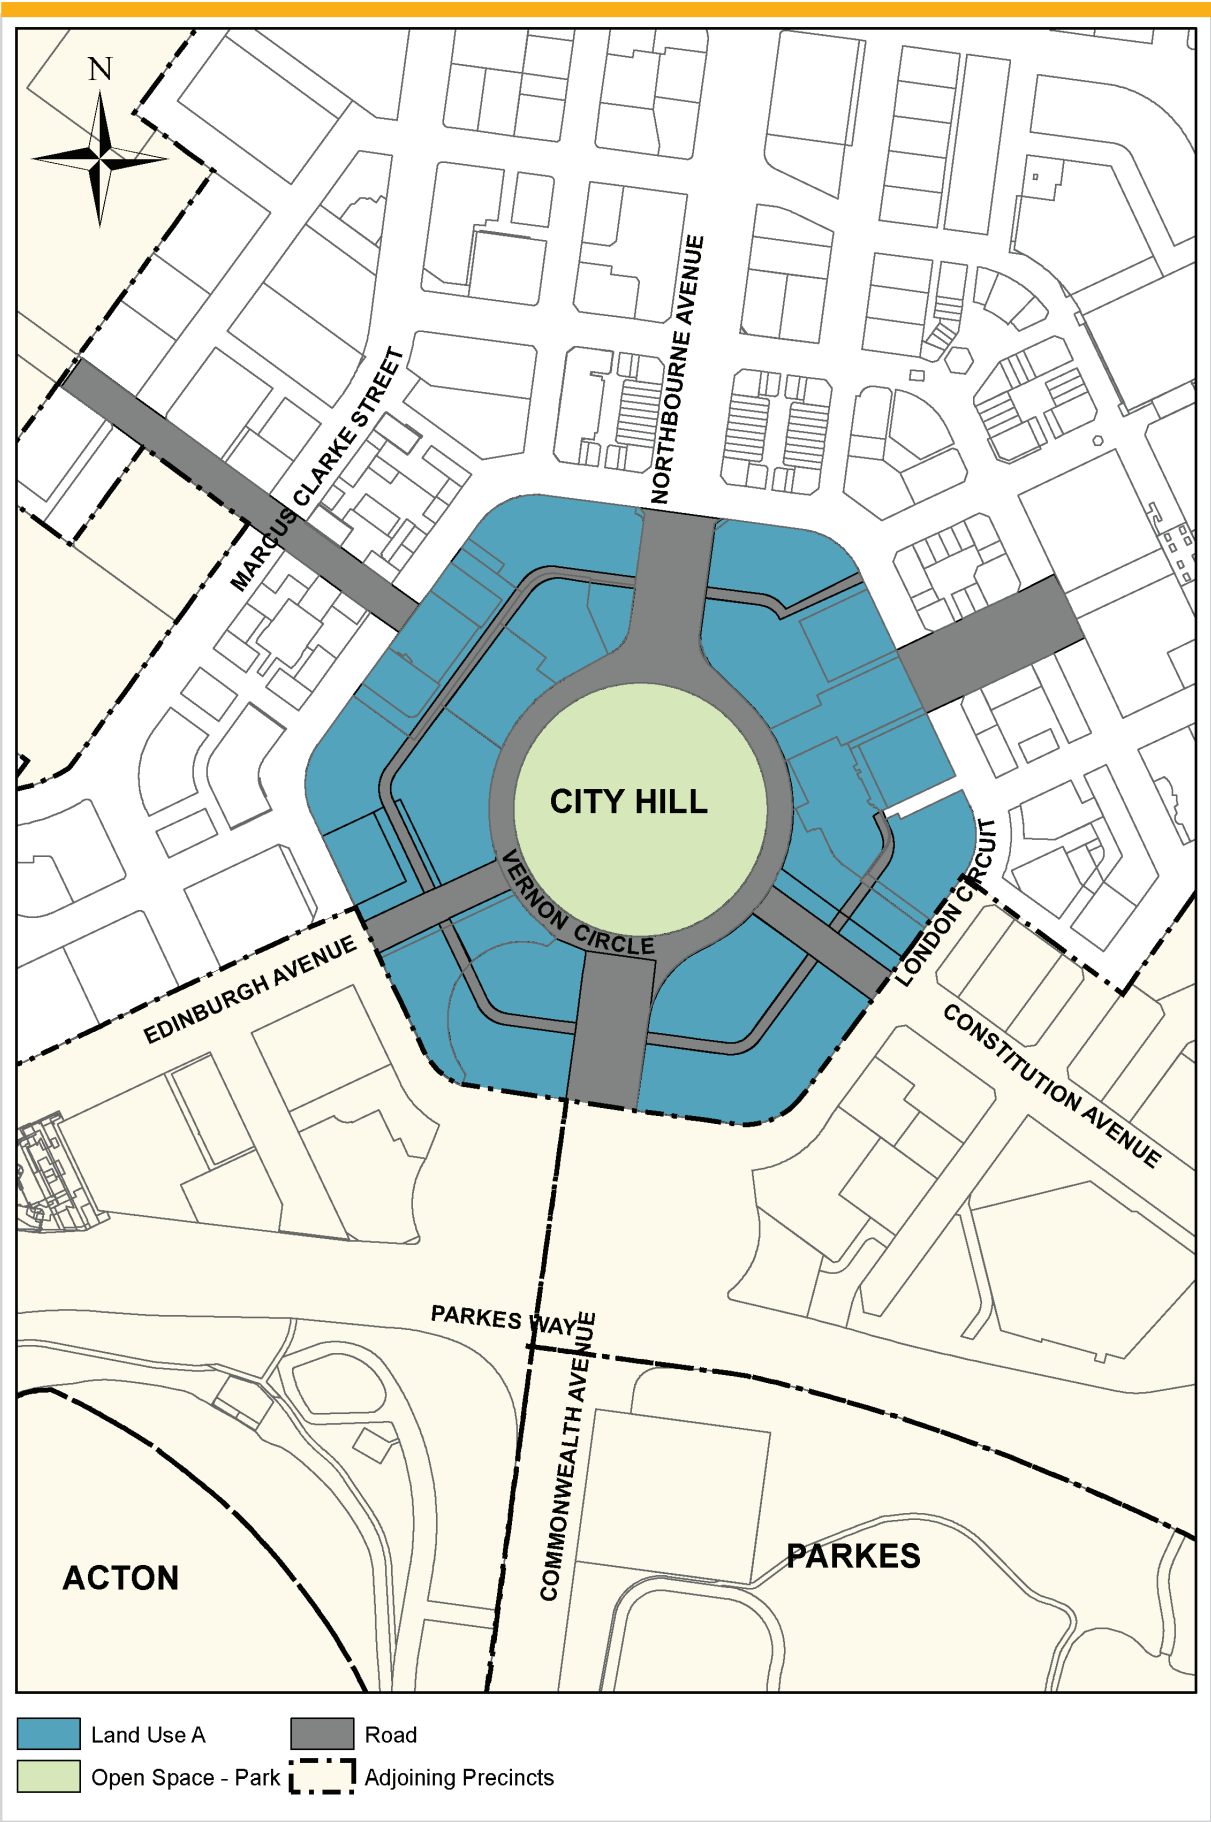 N
NORTHBOURNE AVENUE
MARCUS CLARKE STREET
CITY HILL
VERNON CIRCLE
LONDON CIRCUIT
EDINBURGH AVENUE
CONSTITUTION AVENUE
PARKES WAY
COMMONWEALTH AVENUE
ACTON
PARKES
Land Use A
Road
Open Space - Park
Adjoining Precincts